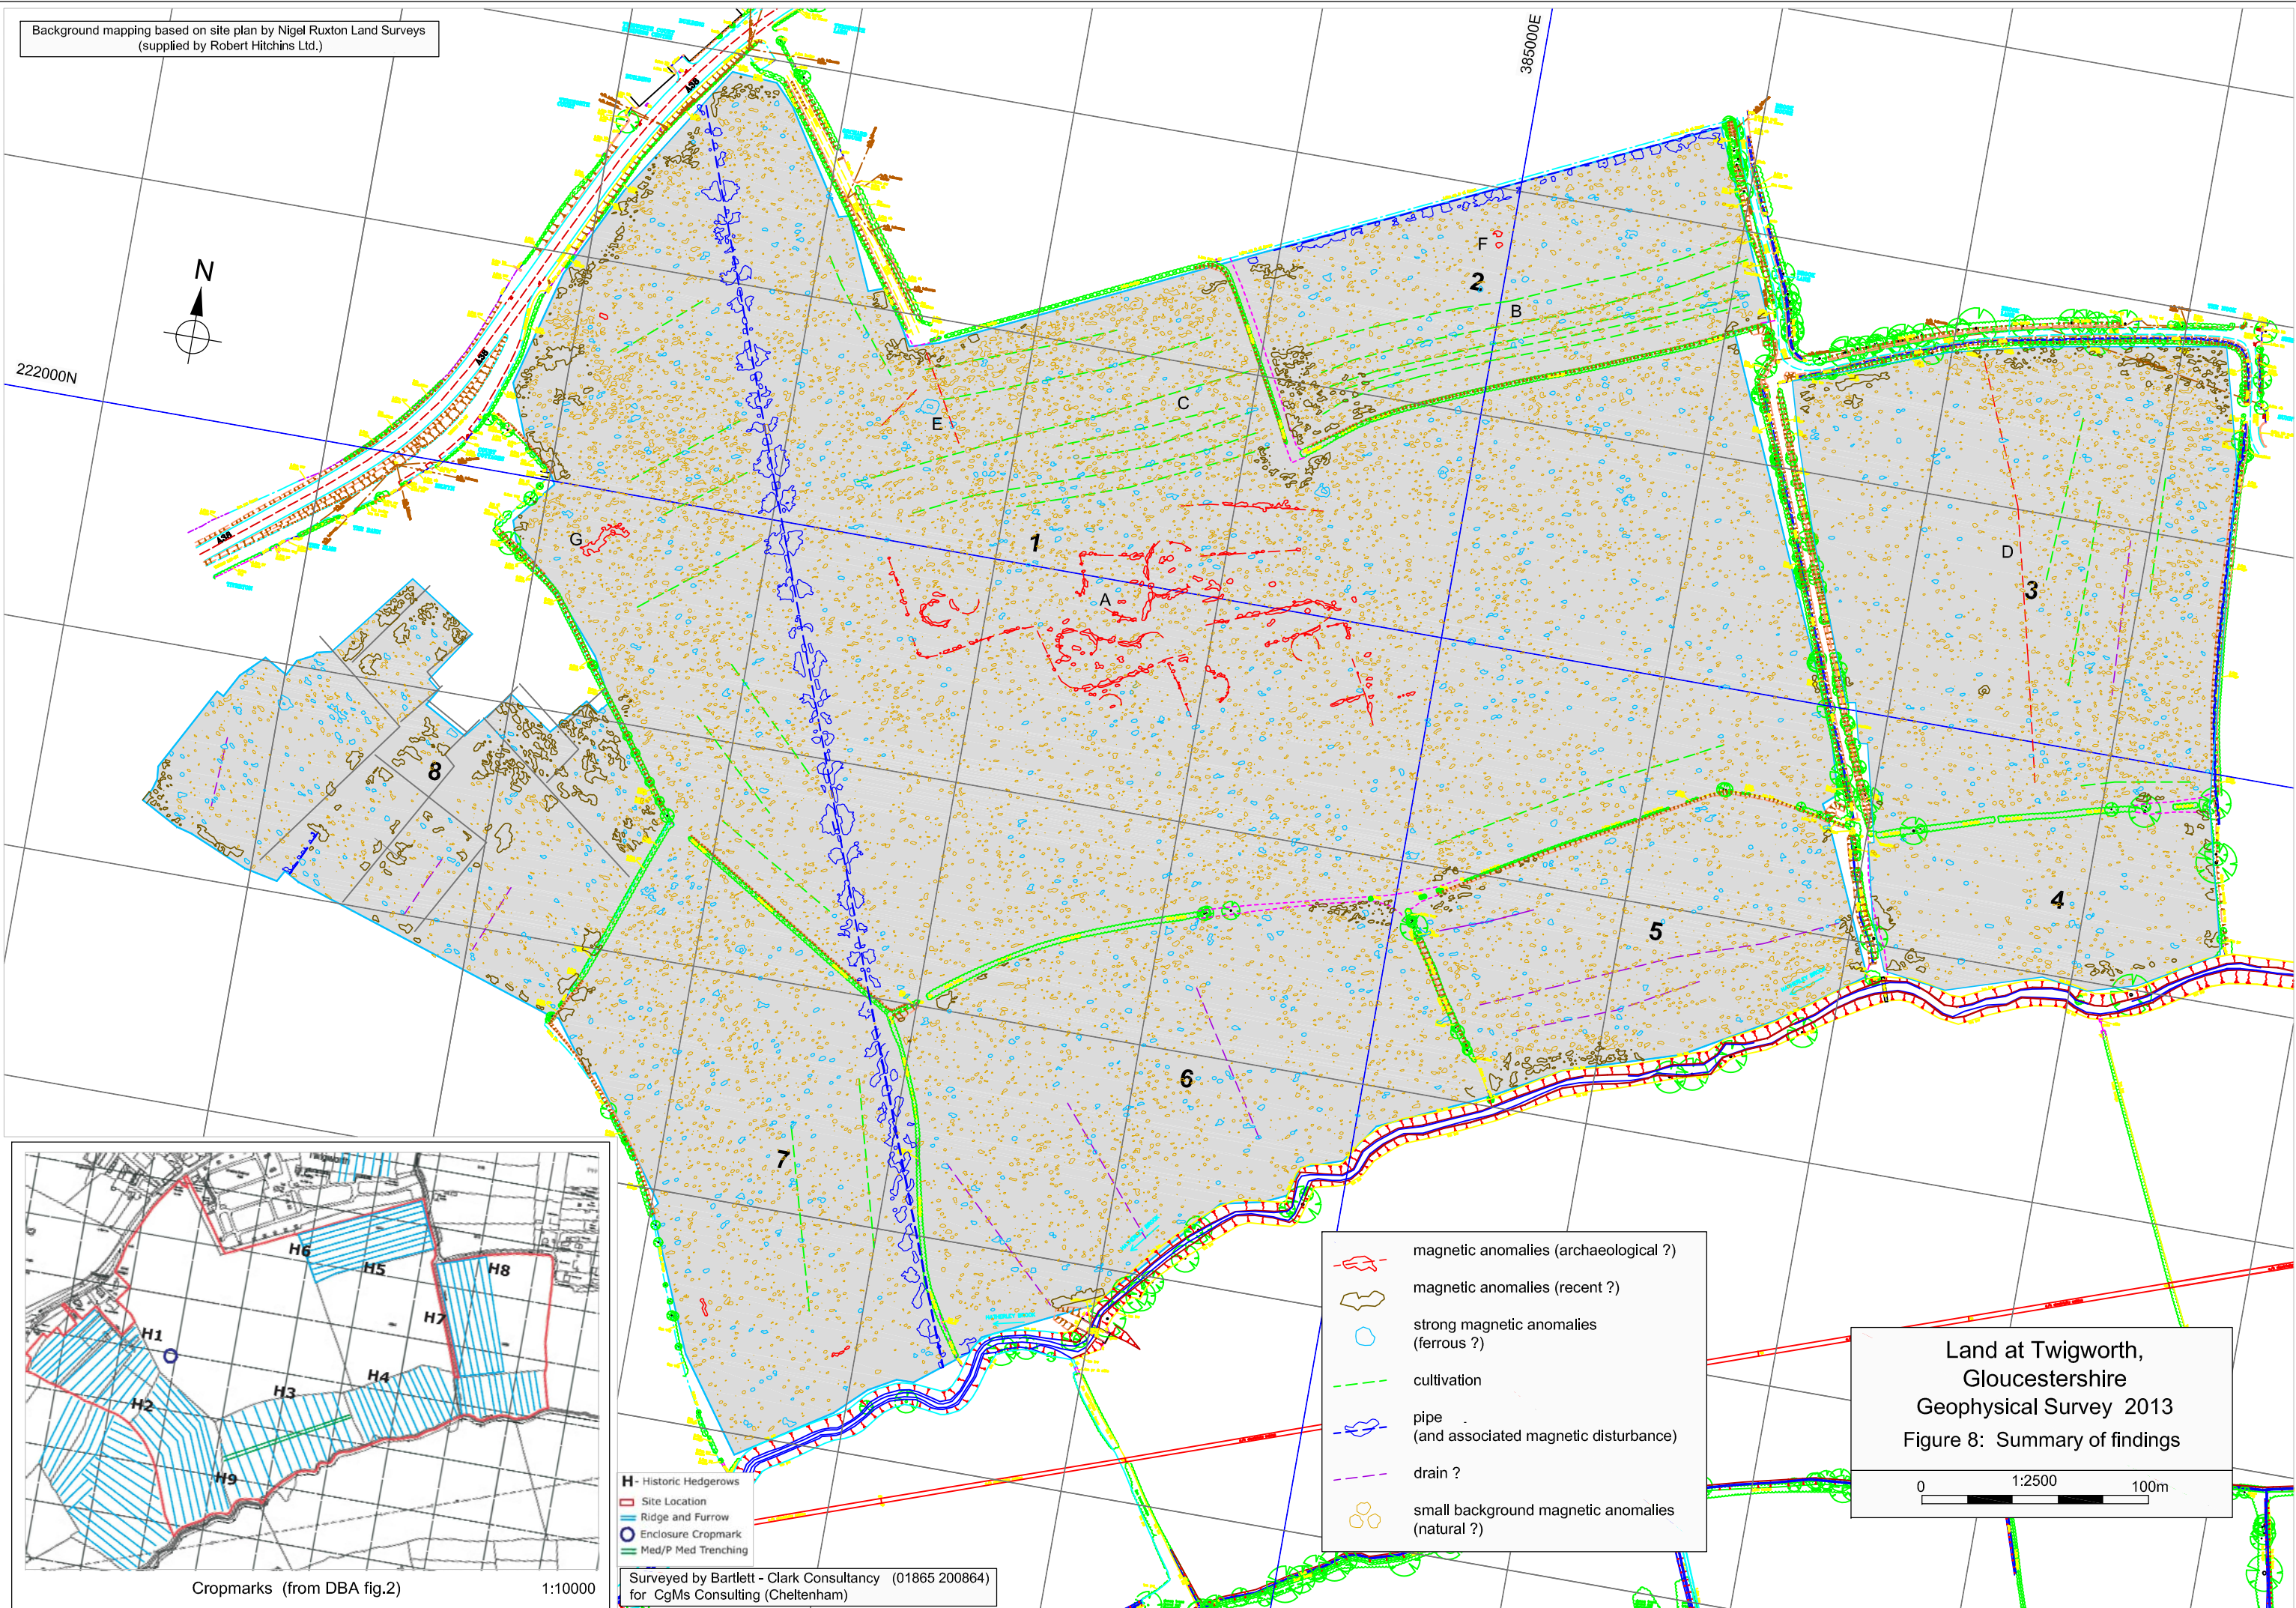 Background mapping based on site plan by Nigel Ruxton Land Surveys
(supplied by Robert Hitchins Ltd.)
385000E
A38
N
F
2
B
222000N
A38
C
E
D
3
G
1
A
A38
8
4
5
6
7
H6
H5
H8
H7
H1
H4
H3
H2
H9
Cropmarks (from DBA fig.2)
1:10000
H - Historic Hedgerows
Site Location
Ridge and Furrow
Enclosure Cropmark
Med/P Med Trenching
Surveyed by Bartlett - Clark Consultancy (01865 200864)
for CgMs Consulting (Cheltenham)
magnetic anomalies (archaeological ?)
magnetic anomalies (recent ?)
strong magnetic anomalies
(ferrous ?)
cultivation
pipe
(and associated magnetic disturbance)
drain ?
small background magnetic anomalies
(natural ?)
Land at Twigworth,
Gloucestershire
Geophysical Survey 2013
Figure 8: Summary of findings
0
1:2500
100m